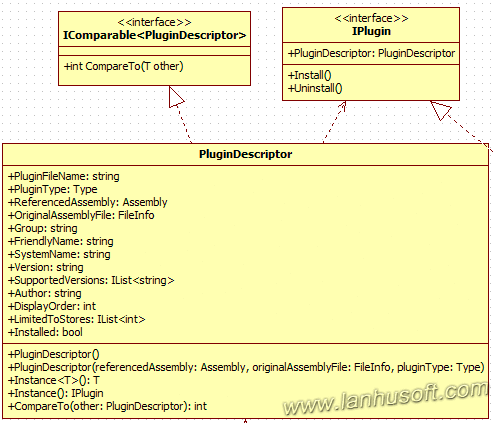 <<interface>>
IComparable<PluginDescriptor>
+int CompareTo(T other)
<<interface>>
IPlugin
+PluginDescriptor: PluginDescriptor
+Install()
+Uninstall()
PluginDescriptor
+PluginFileName: string
+PluginType: Type
+ReferencedAssembly: Assembly
+OriginalAssemblyFile: FileInfo
+Group: string
+FriendlyName: string
+SystemName: string
+Version: string
+SupportedVersions: IList<string>
+Author: string
+DisplayOrder: int
+LimitedToStores: IList<int>
+Installed: bool
+PluginDescriptor()
+PluginDescriptor(referencedAssembly: Assembly, originalAssemblyFile: FileInfo, pluginType: Type)
+Instance<T>(): T
+Instance(): IPlugin
+CompareTo(other: PluginDescriptor): int
www.lanhusoft.com